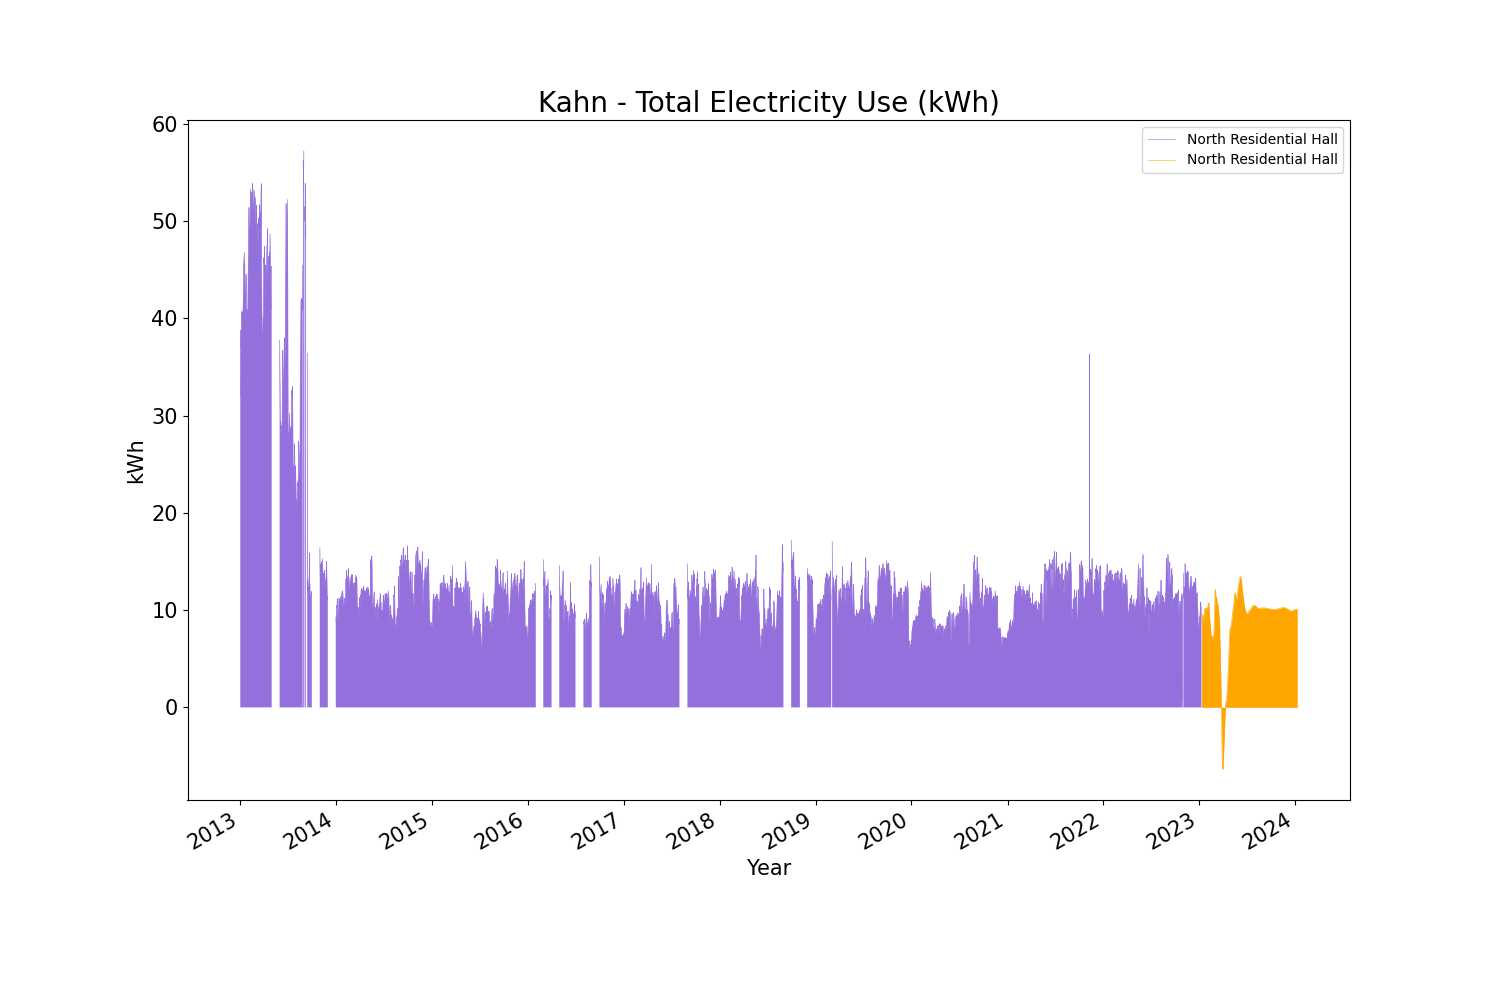 Kahn - Total Electricity Use (kWh)
North Residential Hall
North Residential Hall
60
50
40
30
20
10
0
kWh
2013 2014 2015 2016 2017 2018 2019 2020 2021 2022 2023 2024
Year